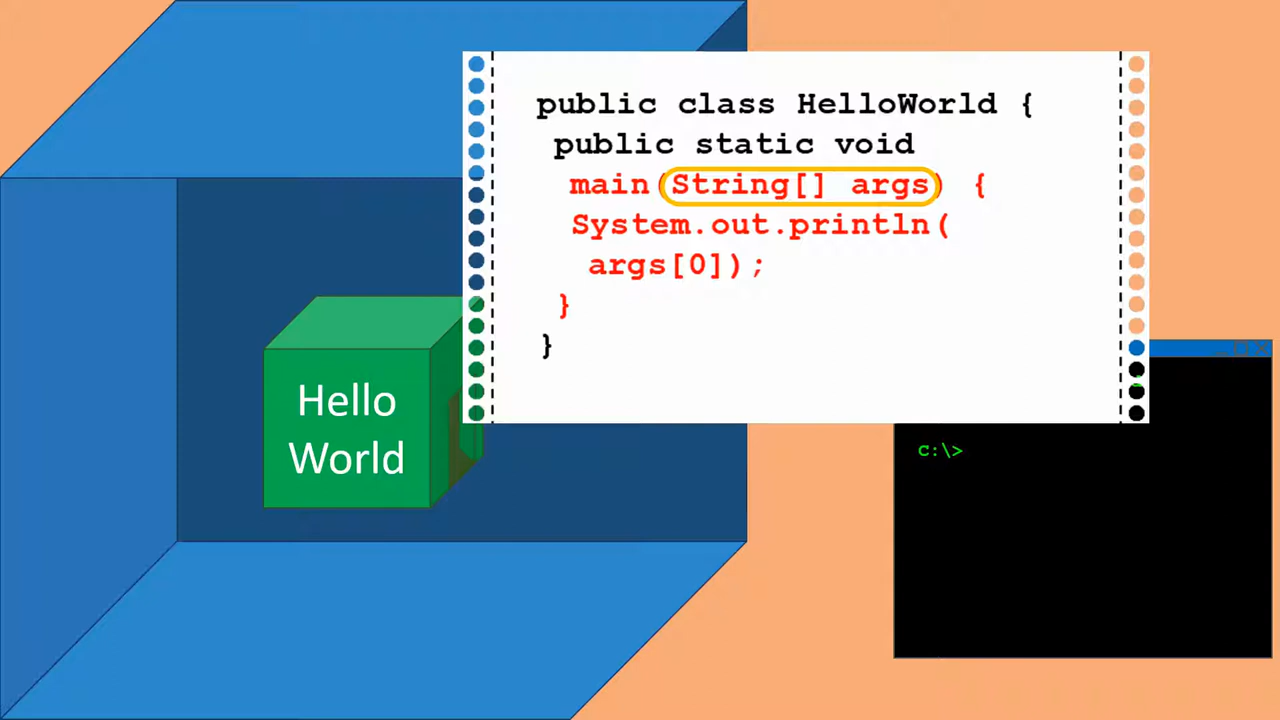 public class HelloWorld {
public static void
main(String[] args) {
System.out.println(
args[0]);
}
}
Hello
World
C:\>